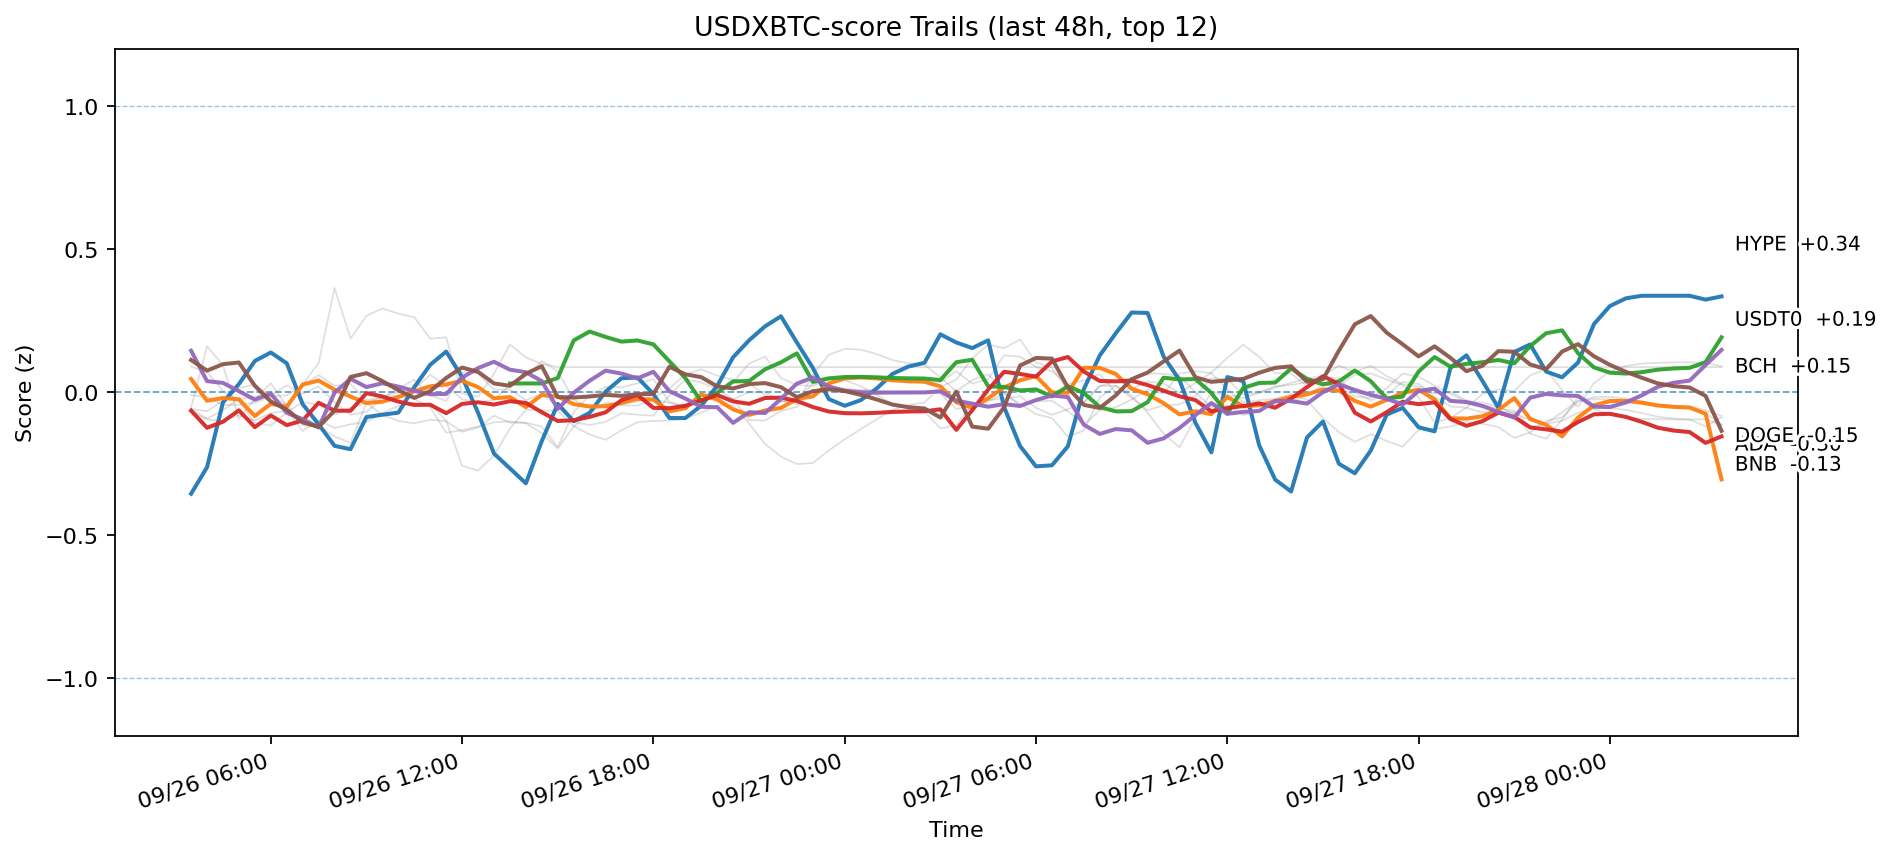 USDXBTC-score Trails (last 48h, top 12)
Score (z)
1.0
0.5
0.0
−0.5
−1.0
HYPE +0.34
USDT0 +0.19
BCH +0.15
DOGE -0.15
ADA
BNB -0.13
09/26 06:00
09/26 12:00
09/26 18:00
09/27 00:00
09/27 06:00
09/27 12:00
09/27 18:00
09/28 00:00
Time